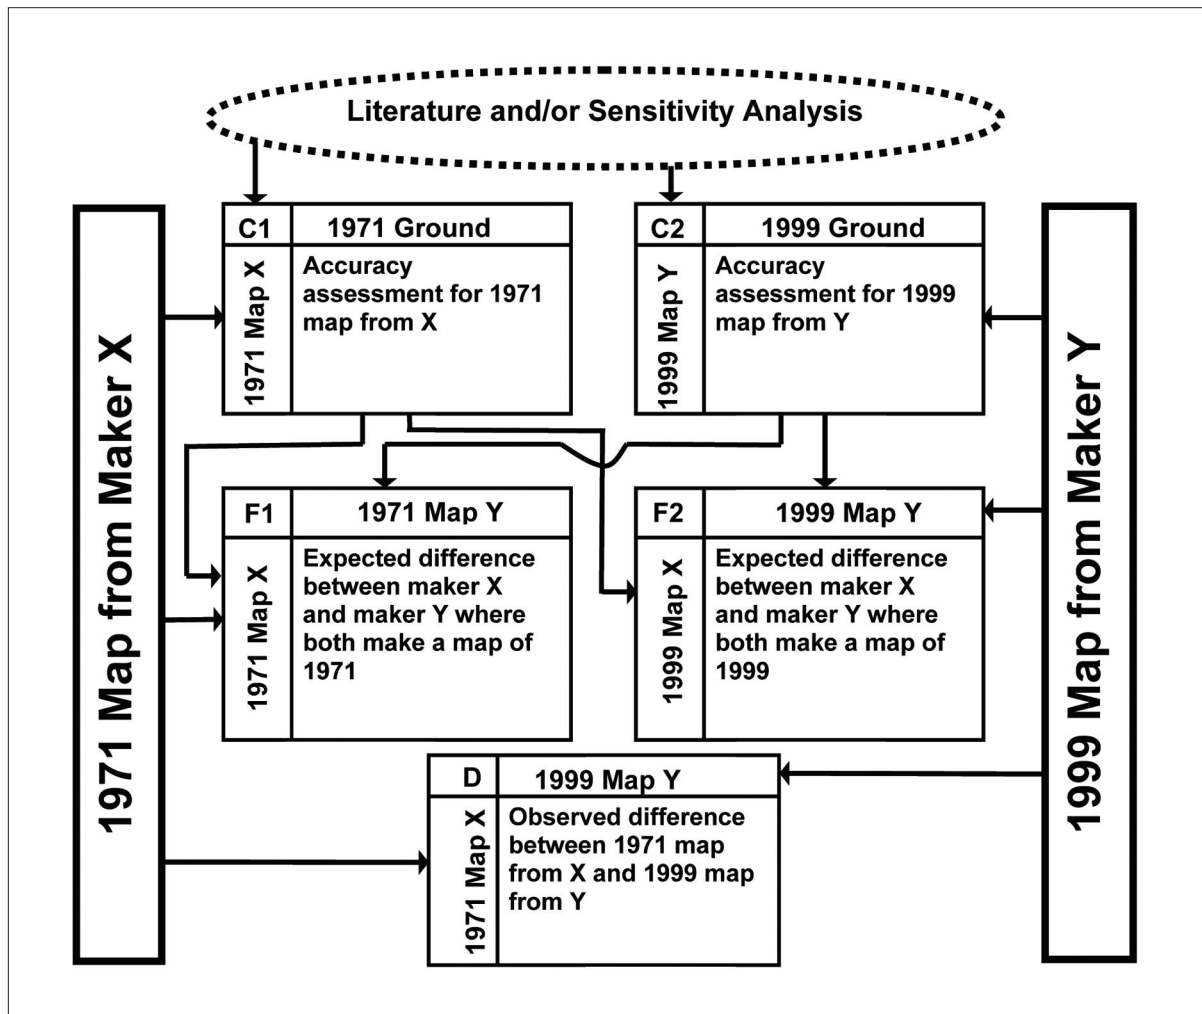 Literature and/or Sensitivity Analysis
1971 Map from Maker X
C1
1971 Ground
1971 Map X
Accuracy
assessment for 1971
map from X
C2
1999 Ground
1999 Map Y
Accuracy
assessment for 1999
map from Y
1999 Map from Maker Y
F1
1971 Map Y
1971 Map X
Expected difference
between maker X
and maker Y where
both make a map of
1971
F2
1999 Map Y
1999 Map X
Expected difference
between maker X
and maker Y where
both make a map of
1999
D
1999 Map Y
1971 Map X
Observed difference
between 1971 map
from X and 1999 map
from Y